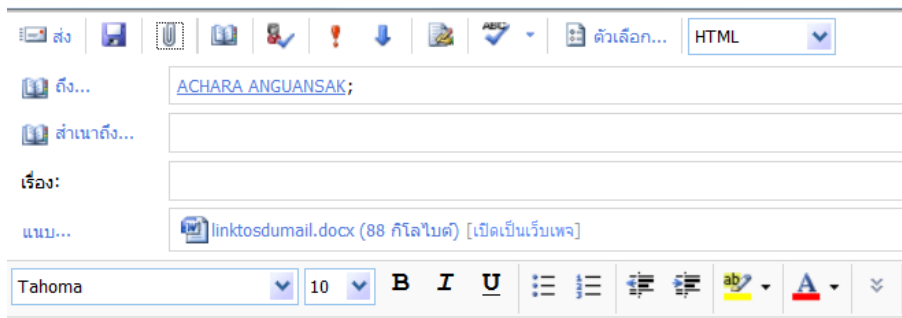 ส่ง ABC ตัวเลือก... HTML
ถึง... ACHARA ANGUANSAK;
สำเนาถึง...
เรื่อง:
แนบ... linktosdumail.docx (88 กิโลไบต์) [เปิดเป็นเว็บเพจ]
Tahoma 10 B I U ab A